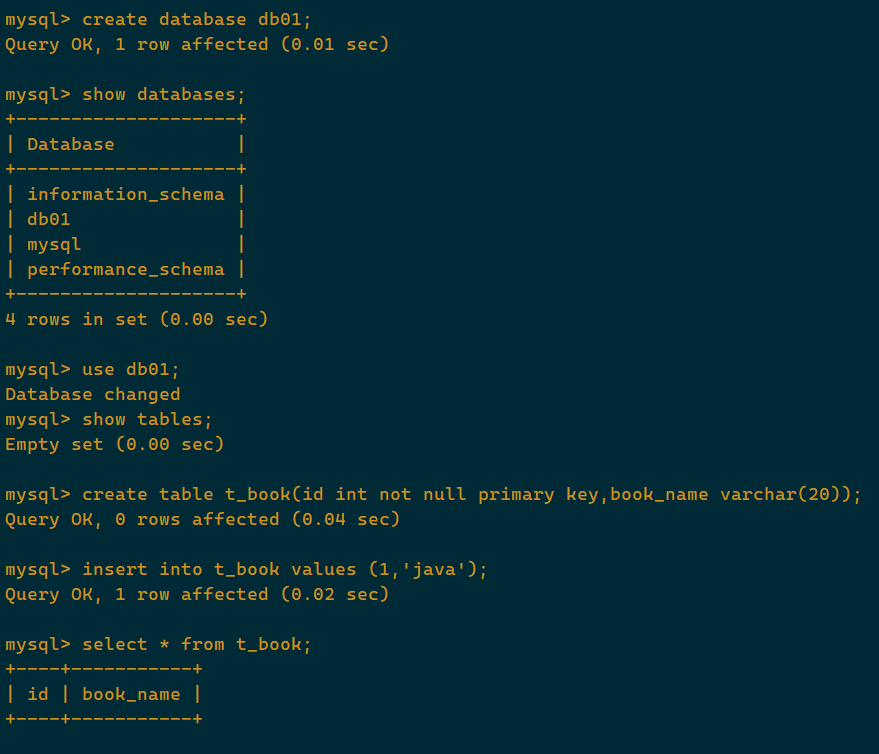 mysql> create database db01;
Query OK, 1 row affected (0.01 sec)
mysql> show databases;
+--------------------+
| Database           |
+--------------------+
| information_schema |
| db01               |
| mysql              |
| performance_schema |
+--------------------+
4 rows in set (0.00 sec)
mysql> use db01;
Database changed
mysql> show tables;
Empty set (0.00 sec)
mysql> create table t_book(id int not null primary key,book_name varchar(20));
Query OK, 0 rows affected (0.04 sec)
mysql> insert into t_book values (1,'java');
Query OK, 1 row affected (0.02 sec)
mysql> select * from t_book;
+----+-----------+
| id | book_name |
+----+-----------+